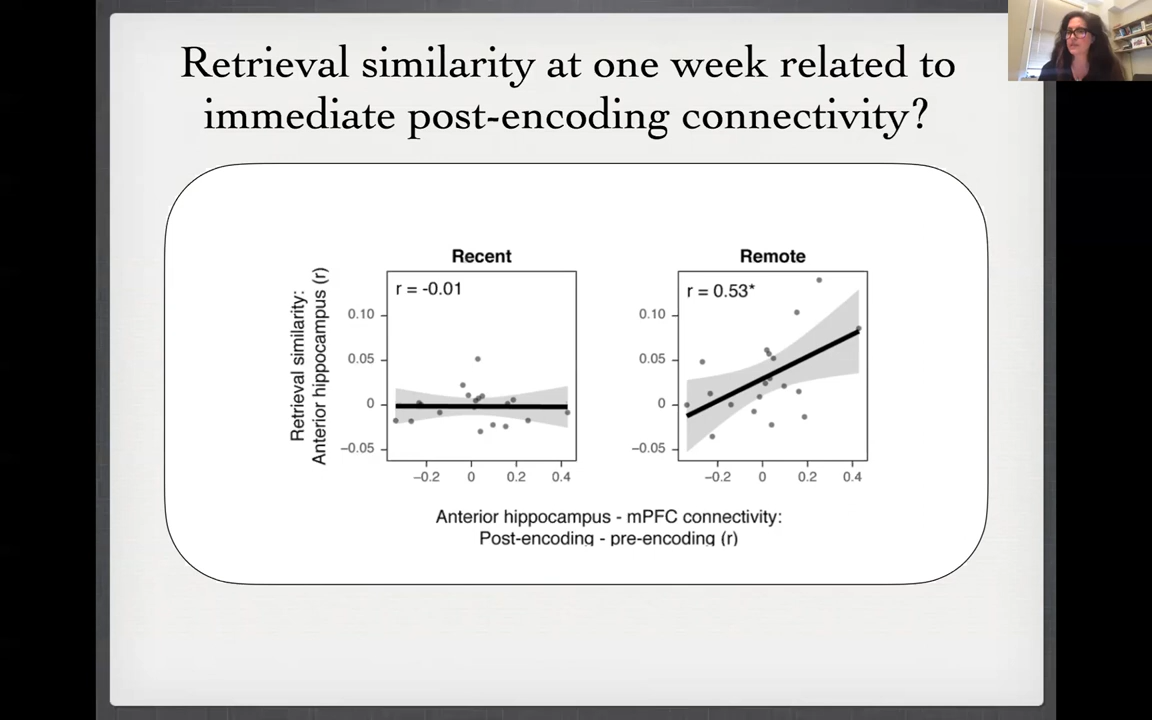 Retrieval similarity at one week related to
immediate post-encoding connectivity?
Retrieval similarity:
Anterior hippocampus (r)
Recent
r = -0.01
0.10
0.05
0
−0.05
−0.2
0
0.2
0.4
Remote
r = 0.53*
0.10
0.05
0
−0.05
−0.2
0
0.2
0.4
Anterior hippocampus - mPFC connectivity:
Post-encoding - pre-encoding (r)